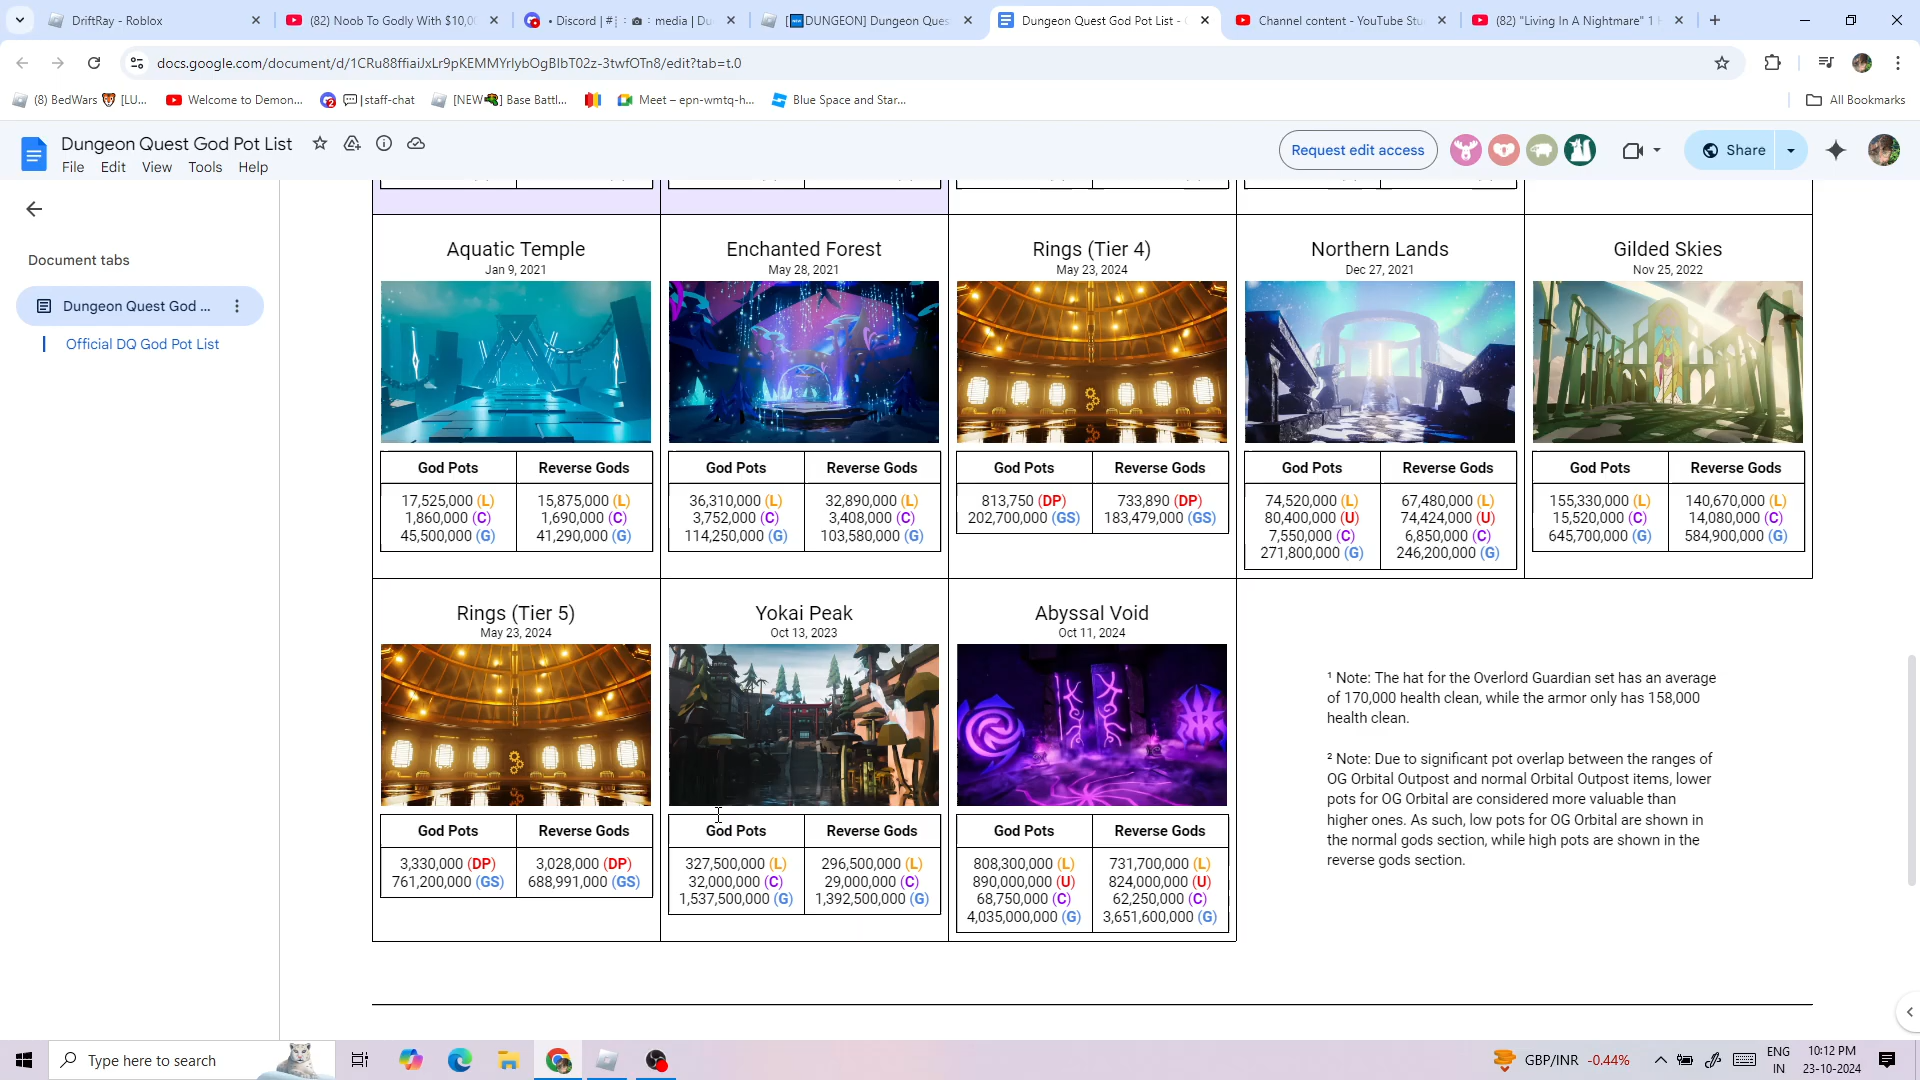 DriftRay - Roblox
(82) Noob To Godly With $10,0
• Discord | # media | Du
DUNGEON] Dungeon Ques
Dungeon Quest God Pot List -
Channel content - YouTube Stu
(82) "Living In A Nightmare" 1
docs.google.com/document/d/1CRu88ffiaiJxLr9pKEMMYrlybOgBIbT02z-3twfOTn8/edit?tab=t.0
(8) BedWars [LU...
Welcome to Demon...
staff-chat
[NEW] Base Battl...
Meet – epn-wmtq-h...
Blue Space and Star...
All Bookmarks
Dungeon Quest God Pot List
File Edit View Tools Help
Request edit access
Share
Document tabs
Dungeon Quest God ...
Official DQ God Pot List
Aquatic Temple
Jan 9, 2021
God Pots Reverse Gods
17,525,000 (L) 15,875,000 (L)
1,860,000 (C) 1,690,000 (C)
45,500,000 (G) 41,290,000 (G)
Enchanted Forest
May 28, 2021
God Pots Reverse Gods
36,310,000 (L) 32,890,000 (L)
3,752,000 (C) 3,408,000 (C)
114,250,000 (G) 103,580,000 (G)
Rings (Tier 4)
May 23, 2024
God Pots Reverse Gods
813,750 (DP) 733,890 (DP)
202,700,000 (GS) 183,479,000 (GS)
Northern Lands
Dec 27, 2021
God Pots Reverse Gods
74,520,000 (L) 67,480,000 (L)
80,400,000 (U) 74,424,000 (U)
7,550,000 (C) 6,850,000 (C)
271,800,000 (G) 246,200,000 (G)
Gilded Skies
Nov 25, 2022
God Pots Reverse Gods
155,330,000 (L) 140,670,000 (L)
15,520,000 (C) 14,080,000 (C)
645,700,000 (G) 584,900,000 (G)
Rings (Tier 5)
May 23, 2024
God Pots Reverse Gods
3,330,000 (DP) 3,028,000 (DP)
761,200,000 (GS) 688,991,000 (GS)
Yokai Peak
Oct 13, 2023
God Pots Reverse Gods
327,500,000 (L) 296,500,000 (L)
32,000,000 (C) 29,000,000 (C)
1,537,500,000 (G) 1,392,500,000 (G)
Abyssal Void
Oct 11, 2024
God Pots Reverse Gods
808,300,000 (L) 731,700,000 (L)
890,000,000 (U) 824,000,000 (U)
68,750,000 (C) 62,250,000 (C)
4,035,000,000 (G) 3,651,600,000 (G)
¹ Note: The hat for the Overlord Guardian set has an average
of 170,000 health clean, while the armor only has 158,000
health clean.
² Note: Due to significant pot overlap between the ranges of
OG Orbital Outpost and normal Orbital Outpost items, lower
pots for OG Orbital are considered more valuable than
higher ones. As such, low pots for OG Orbital are shown in
the normal gods section, while high pots are shown in the
reverse gods section.
Type here to search
GBP/INR -0.44%
ENG
IN
10:12 PM
23-10-2024